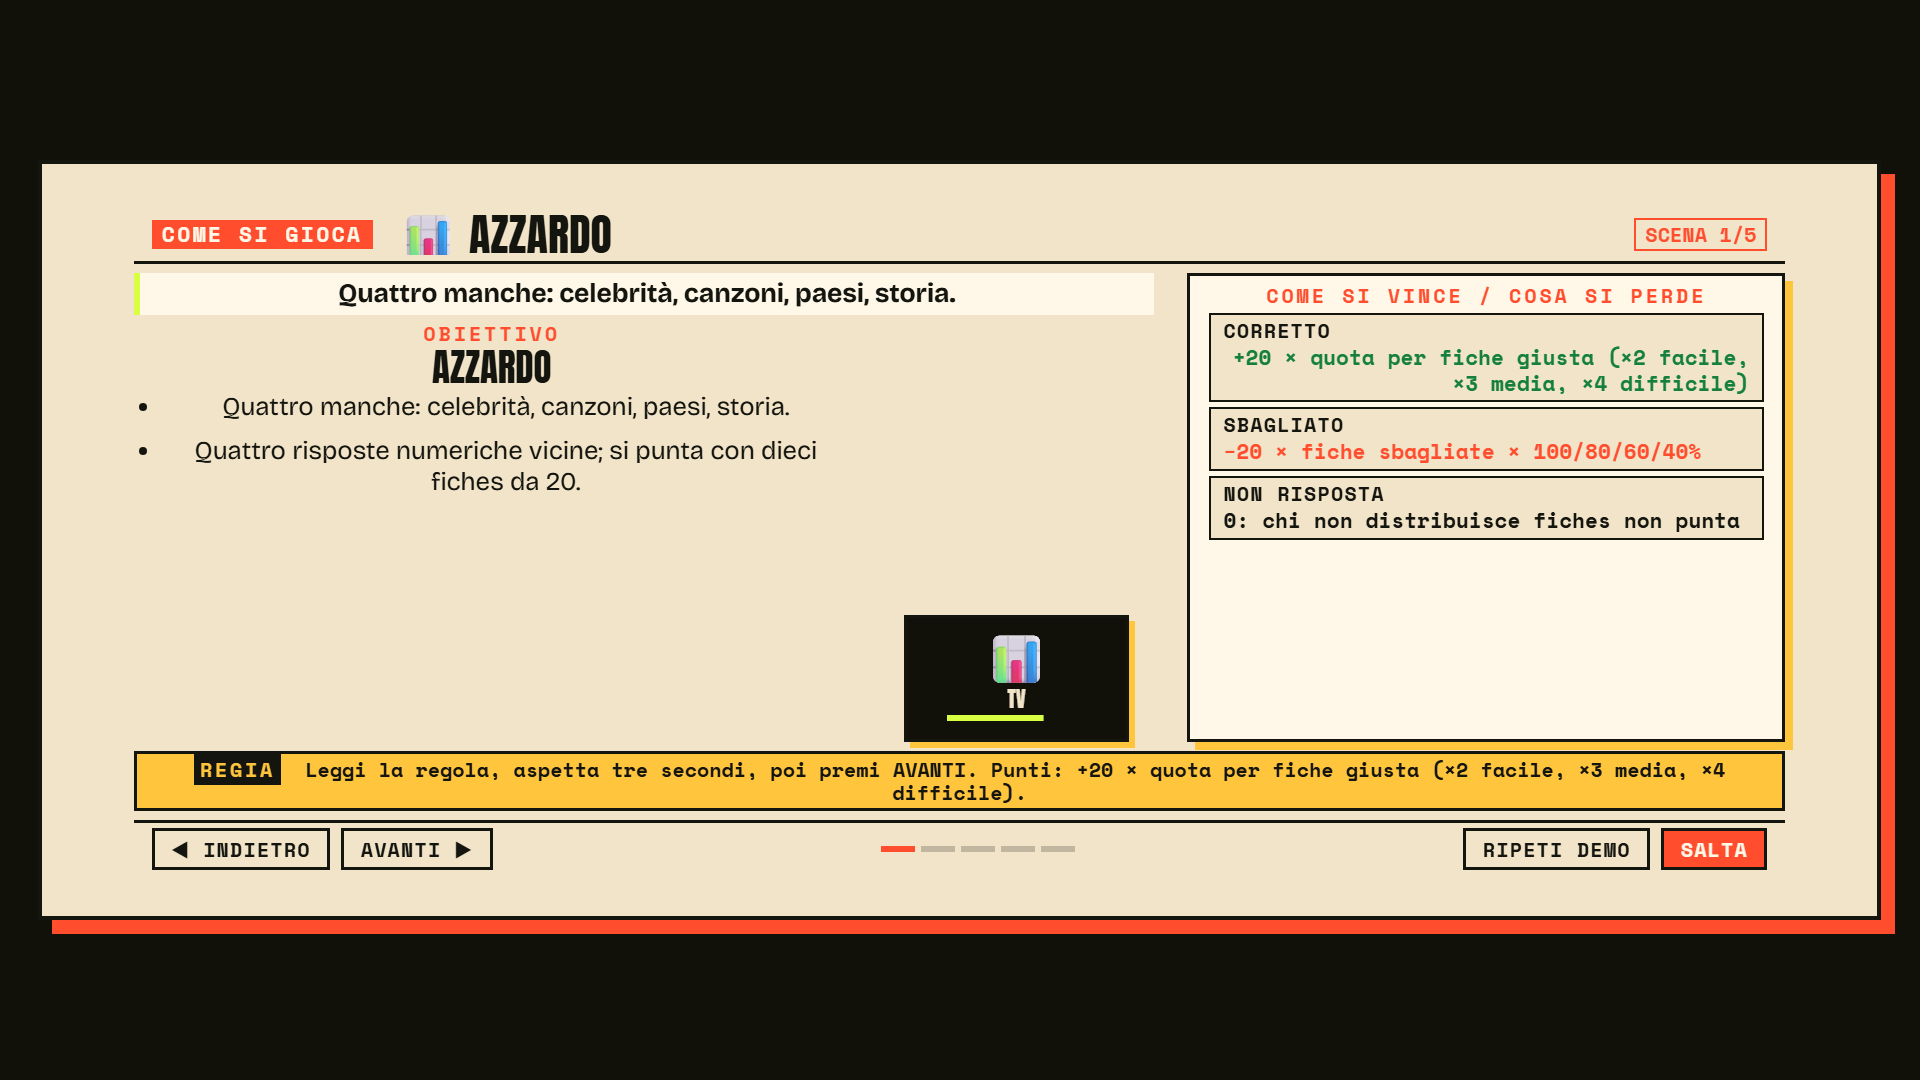 COME SI GIOCA
AZZARDO
SCENA 1/5
Quattro manche: celebrità, canzoni, paesi, storia.
OBIETTIVO
AZZARDO
• Quattro manche: celebrità, canzoni, paesi, storia.
• Quattro risposte numeriche vicine; si punta con dieci
fiches da 20.
TV
COME SI VINCE / COSA SI PERDE
CORRETTO
+20 × quota per fiche giusta (×2 facile,
×3 media, ×4 difficile)
SBAGLIATO
−20 × fiche sbagliate × 100/80/60/40%
NON RISPOSTA
0: chi non distribuisce fiches non punta
REGIA Leggi la regola, aspetta tre secondi, poi premi AVANTI. Punti: +20 × quota per fiche giusta (×2 facile, ×3 media, ×4
difficile).
◀ INDIETRO
AVANTI ▶
RIPETI DEMO
SALTA